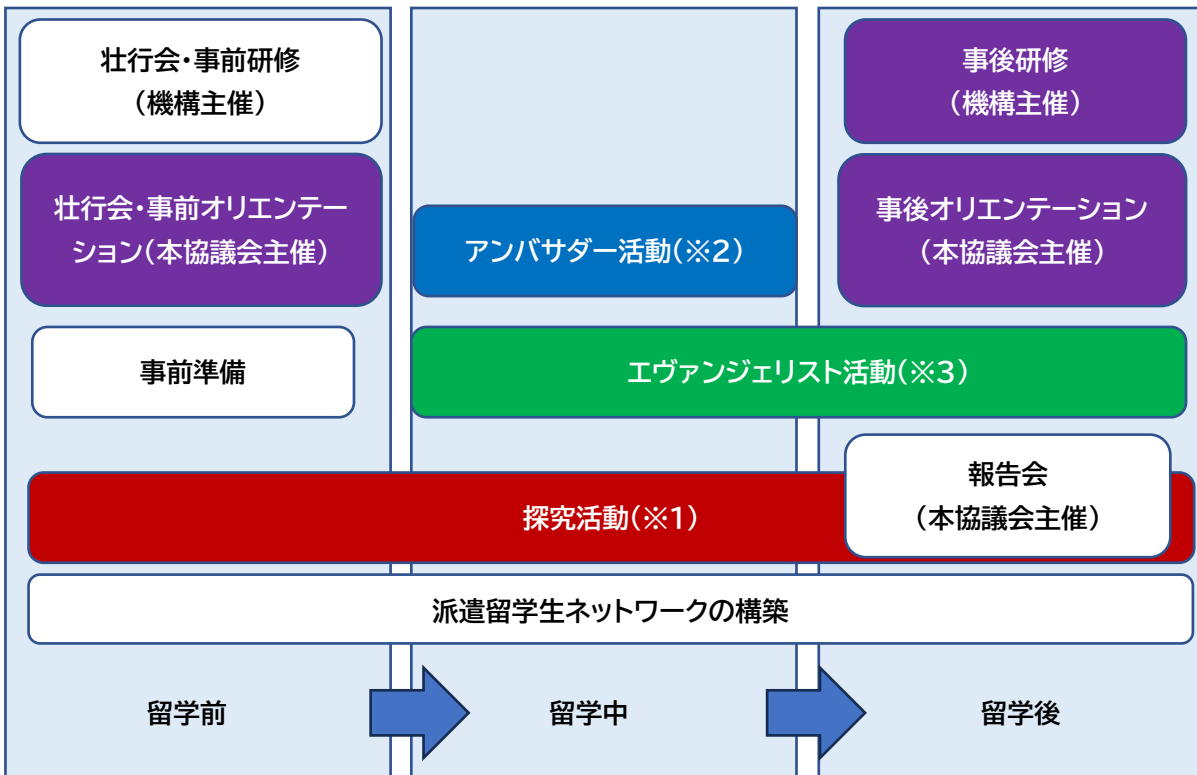 壮行会・事前研修
(機構主催)
事後研修
(機構主催)
壮行会・事前オリエンテー
ション(本協議会主催)
アンバサダー活動(※2)
事後オリエンテーション
(本協議会主催)
事前準備
エヴァンジェリスト活動(※3)
探究活動(※1)
報告会
(本協議会主催)
派遣留学生ネットワークの構築
留学前
留学中
留学後